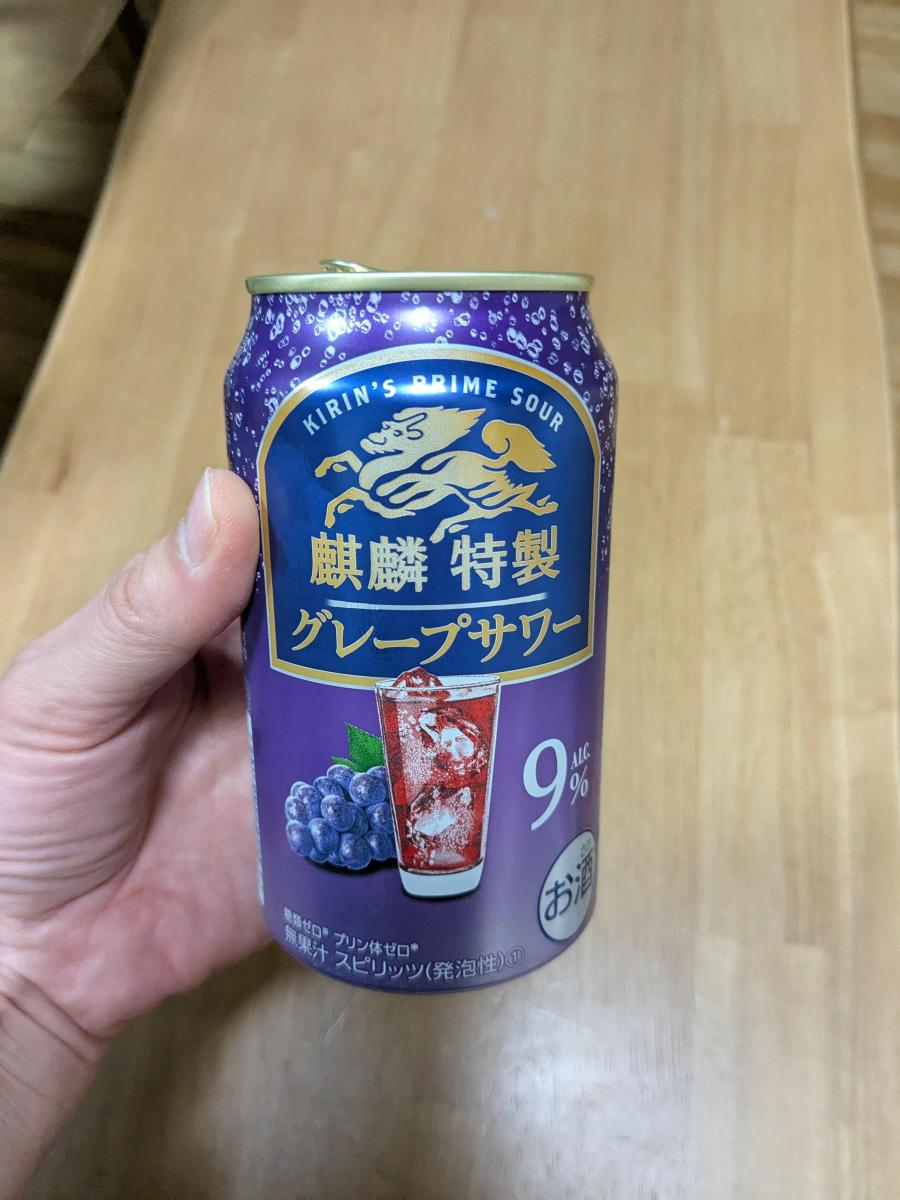 KIRIN'S PRIME SOUR
麒麟 特製
グレープサワー
9 ALC. %
お酒
糖類ゼロ* プリン体ゼロ*
無果汁 スピリッツ(発泡性)①